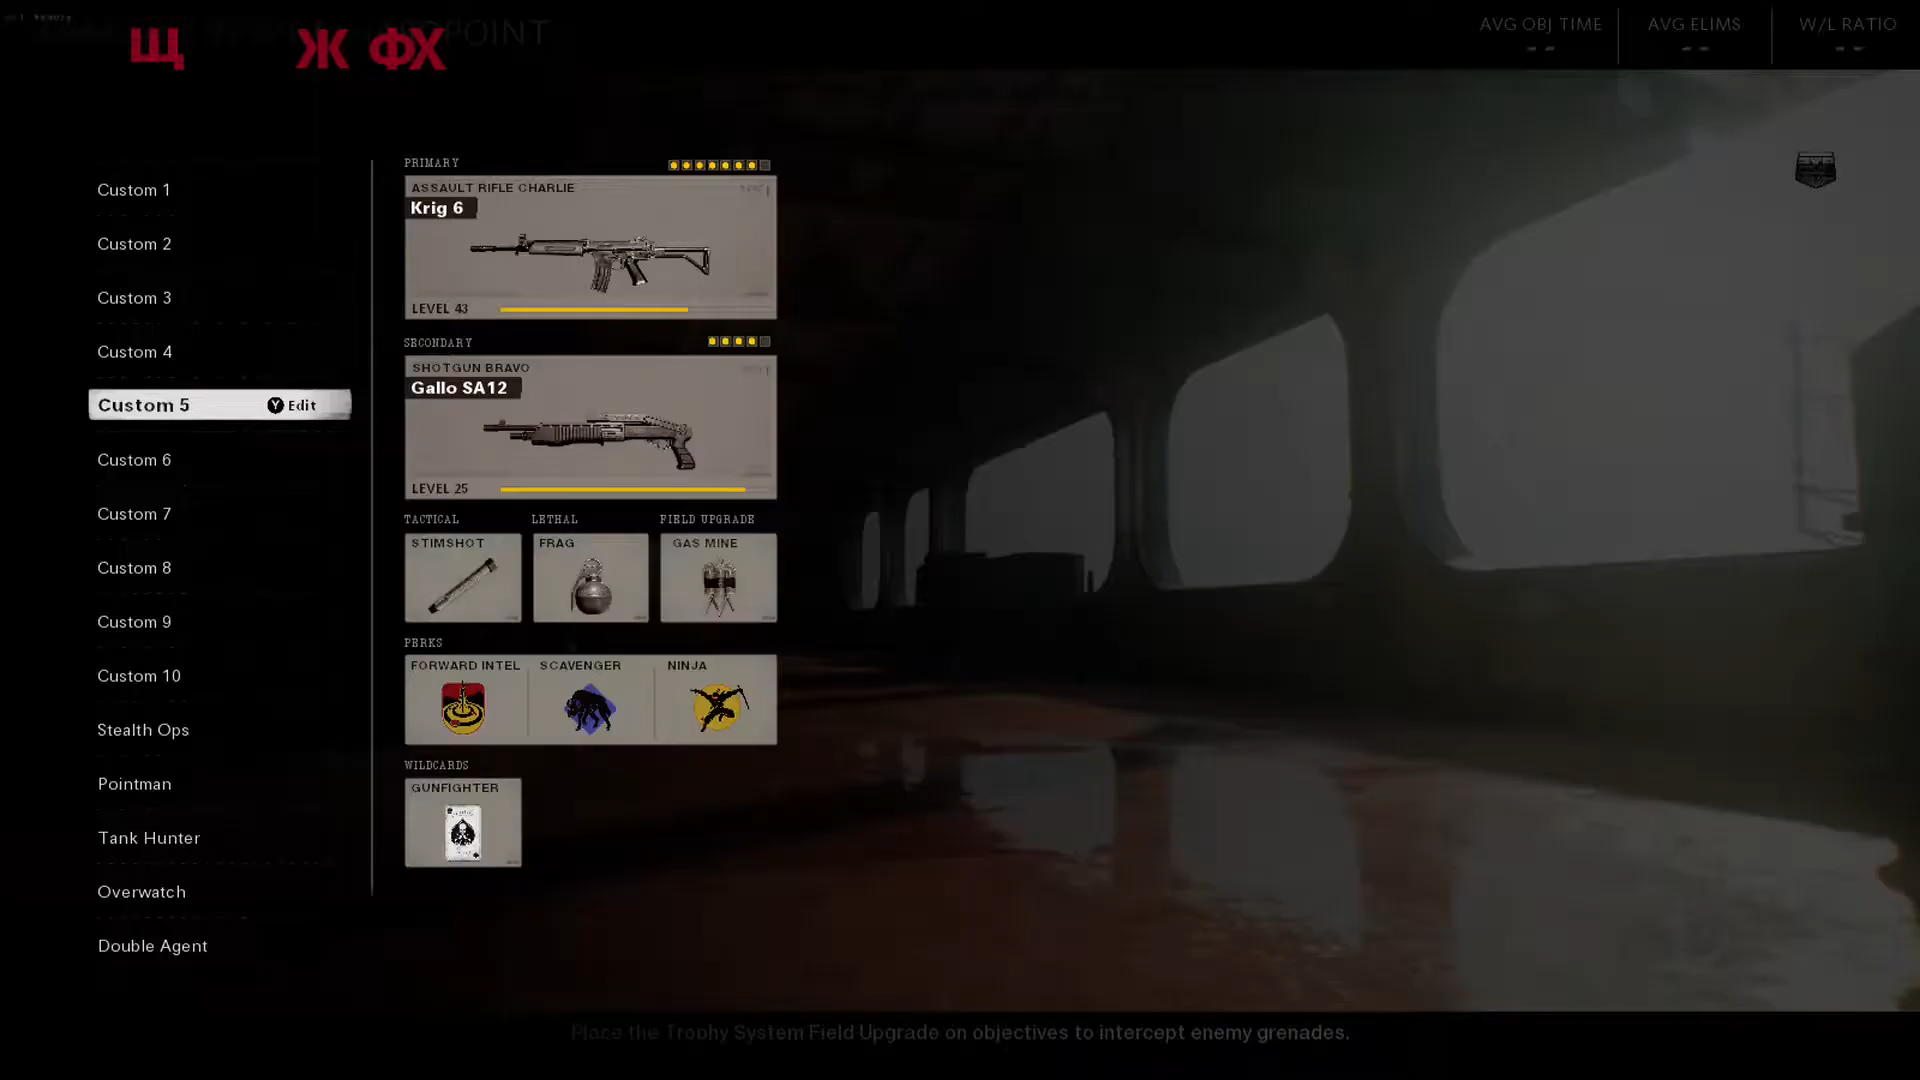 Щ Ж ФХ POINT
AVG OBJ TIME
AVG ELIMS
W/L RATIO
Custom 1
Custom 2
Custom 3
Custom 4
Custom 5
Y Edit
Custom 6
Custom 7
Custom 8
Custom 9
Custom 10
Stealth Ops
Pointman
Tank Hunter
Overwatch
Double Agent
PRIMARY
ASSAULT RIFLE CHARLIE
Krig 6
LEVEL 43
SECONDARY
SHOTGUN BRAVO
Gallo SA12
LEVEL 25
TACTICAL
LETHAL
FIELD UPGRADE
STIMSHOT
FRAG
GAS MINE
PERKS
FORWARD INTEL
SCAVENGER
NINJA
WILDCARDS
GUNFIGHTER
Place the Trophy System Field Upgrade on objectives to intercept enemy grenades.